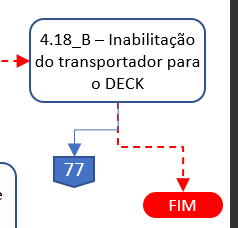 4.18_B – Inabilitação
do transportador para
o DECK
77
FIM
e